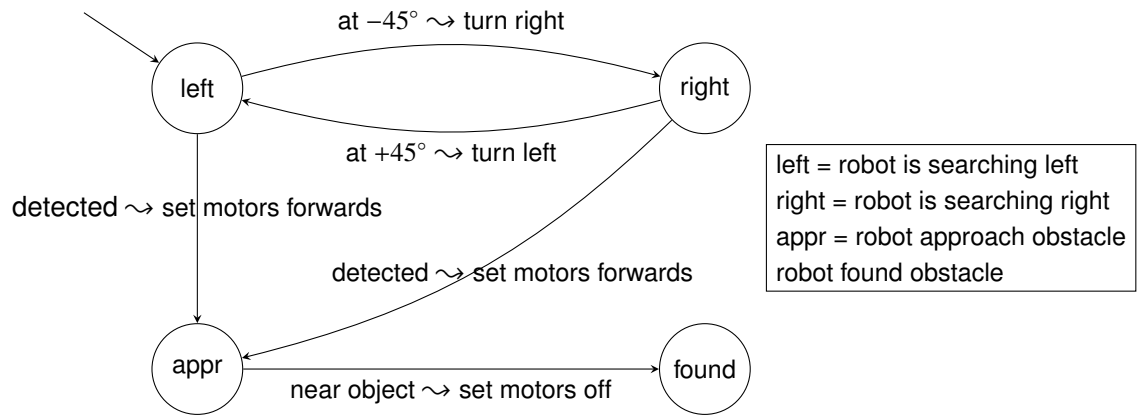 at −45° ⤳ turn right
left
right
at +45° ⤳ turn left
left = robot is searching left
right = robot is searching right
appr = robot approach obstacle
robot found obstacle
detected ⤳ set motors forwards
detected ⤳ set motors forwards
appr
found
near object ⤳ set motors off